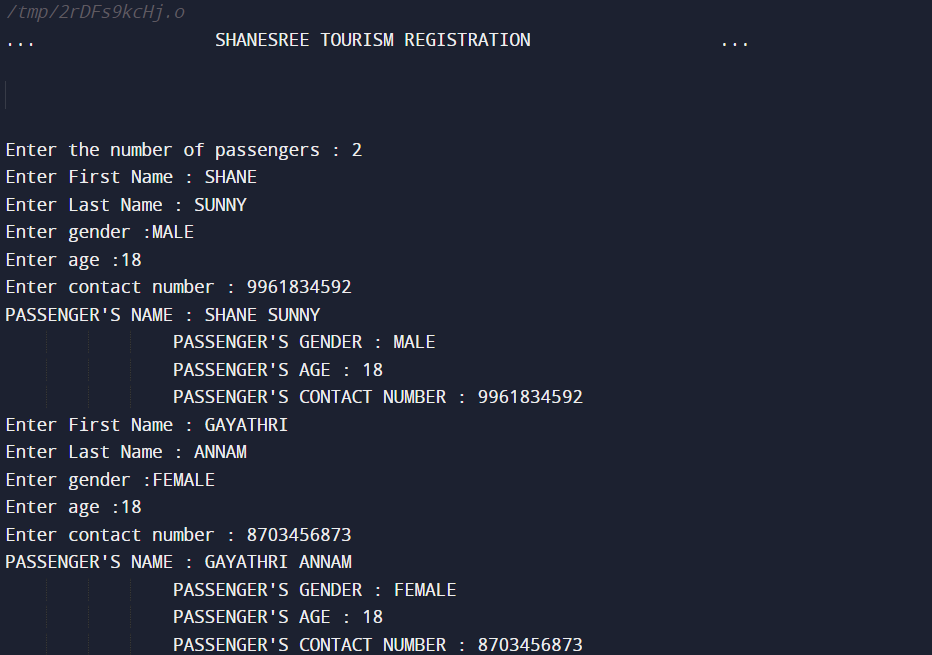 /tmp/2rDFs9kcHj.o
... SHANESREE TOURISM REGISTRATION ...
Enter the number of passengers : 2
Enter First Name : SHANE
Enter Last Name : SUNNY
Enter gender :MALE
Enter age :18
Enter contact number : 9961834592
PASSENGER'S NAME : SHANE SUNNY
PASSENGER'S GENDER : MALE
PASSENGER'S AGE : 18
PASSENGER'S CONTACT NUMBER : 9961834592
Enter First Name : GAYATHRI
Enter Last Name : ANNAM
Enter gender :FEMALE
Enter age :18
Enter contact number : 8703456873
PASSENGER'S NAME : GAYATHRI ANNAM
PASSENGER'S GENDER : FEMALE
PASSENGER'S AGE : 18
PASSENGER'S CONTACT NUMBER : 8703456873